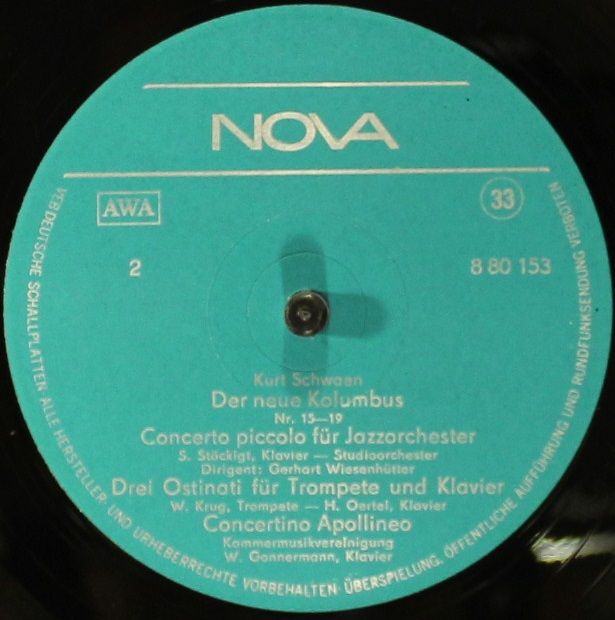 NOVA
AWA
33
2
8 80 153
Kurt Schwaen
Der neue Kolumbus
Nr. 15—19
Concerto piccolo für Jazzorchester
S. Stöckigt, Klavier — Studioorchester
Dirigent: Gerhart Wiesenhütter
Drei Ostinati für Trompete und Klavier
W. Krug, Trompete — H. Oertel, Klavier
Concertino Apollineo
Kammermusikvereinigung
W. Gonnermann, Klavier
VEB DEUTSCHE SCHALLPLATTEN ALLE HERSTELLER- UND URHEBERRECHTE VORBEHALTEN ÜBERSPIELUNG, ÖFFENTLICHE AUFFÜHRUNG UND RUNDFUNKSENDUNG VERBOTEN